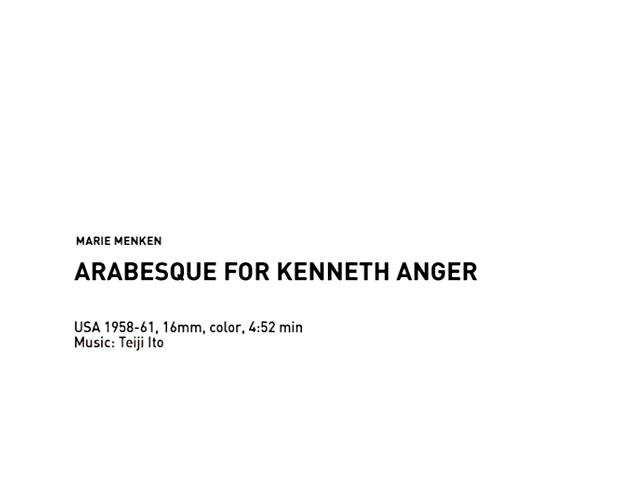 MARIE MENKEN
ARABESQUE FOR KENNETH ANGER
USA 1958-61, 16mm, color, 4:52 min
Music: Teiji Ito